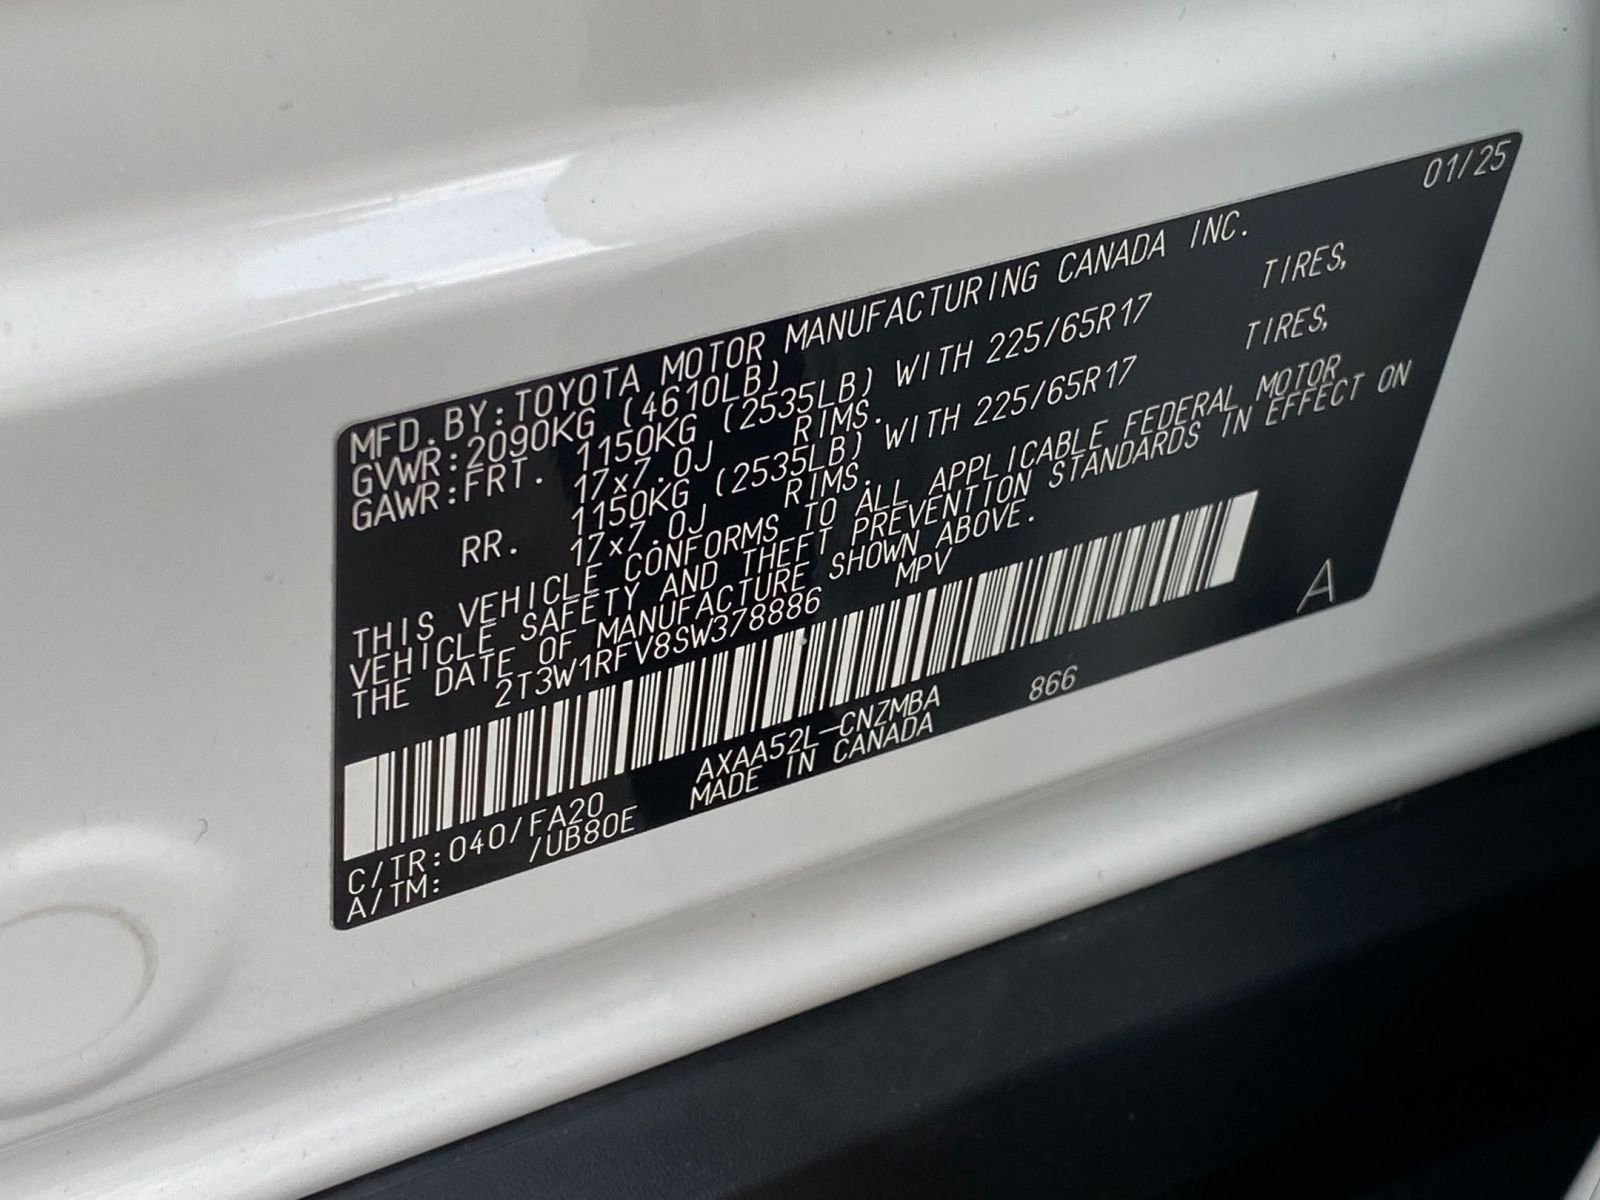 01/25
MFD.BY:TOYOTA MOTOR MANUFACTURING CANADA INC.
GVWR:2090KG (4610LB)
GAWR:FRT. 1150KG (2535LB) WITH 225/65R17 TIRES,
17x7.0J RIMS.
RR. 1150KG (2535LB) WITH 225/65R17 TIRES,
17x7.0J RIMS.
THIS VEHICLE CONFORMS TO ALL APPLICABLE FEDERAL MOTOR
VEHICLE SAFETY AND THEFT PREVENTION STANDARDS IN EFFECT ON
THE DATE OF MANUFACTURE SHOWN ABOVE.
2T3W1RFV8SW378886 MPV
C/TR:040/FA20 AXAA52L-CNZMBA 866 A
A/TM: /UB80E MADE IN CANADA